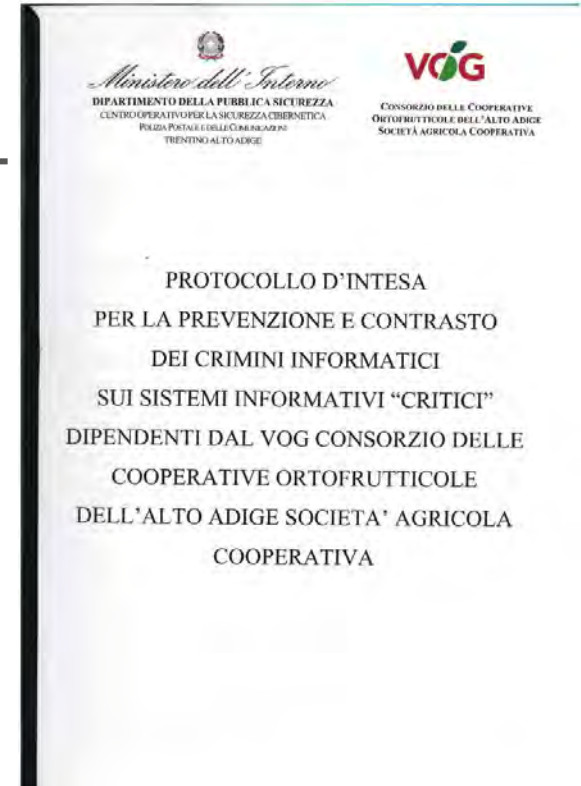 Ministero dell'Interno
DIPARTIMENTO DELLA PUBBLICA SICUREZZA
CENTRO OPERATIVO PER LA SICUREZZA CIBERNETICA
POLIZIA POSTALE E DELLE COMUNICAZIONI
TRENTINO ALTO ADIGE
VOG
CONSORZIO DELLE COOPERATIVE
ORTOFRUTTICOLE DELL'ALTO ADIGE
SOCIETÀ AGRICOLA COOPERATIVA
PROTOCOLLO D'INTESA
PER LA PREVENZIONE E CONTRASTO
DEI CRIMINI INFORMATICI
SUI SISTEMI INFORMATIVI "CRITICI"
DIPENDENTI DAL VOG CONSORZIO DELLE
COOPERATIVE ORTOFRUTTICOLE
DELL'ALTO ADIGE SOCIETA' AGRICOLA
COOPERATIVA